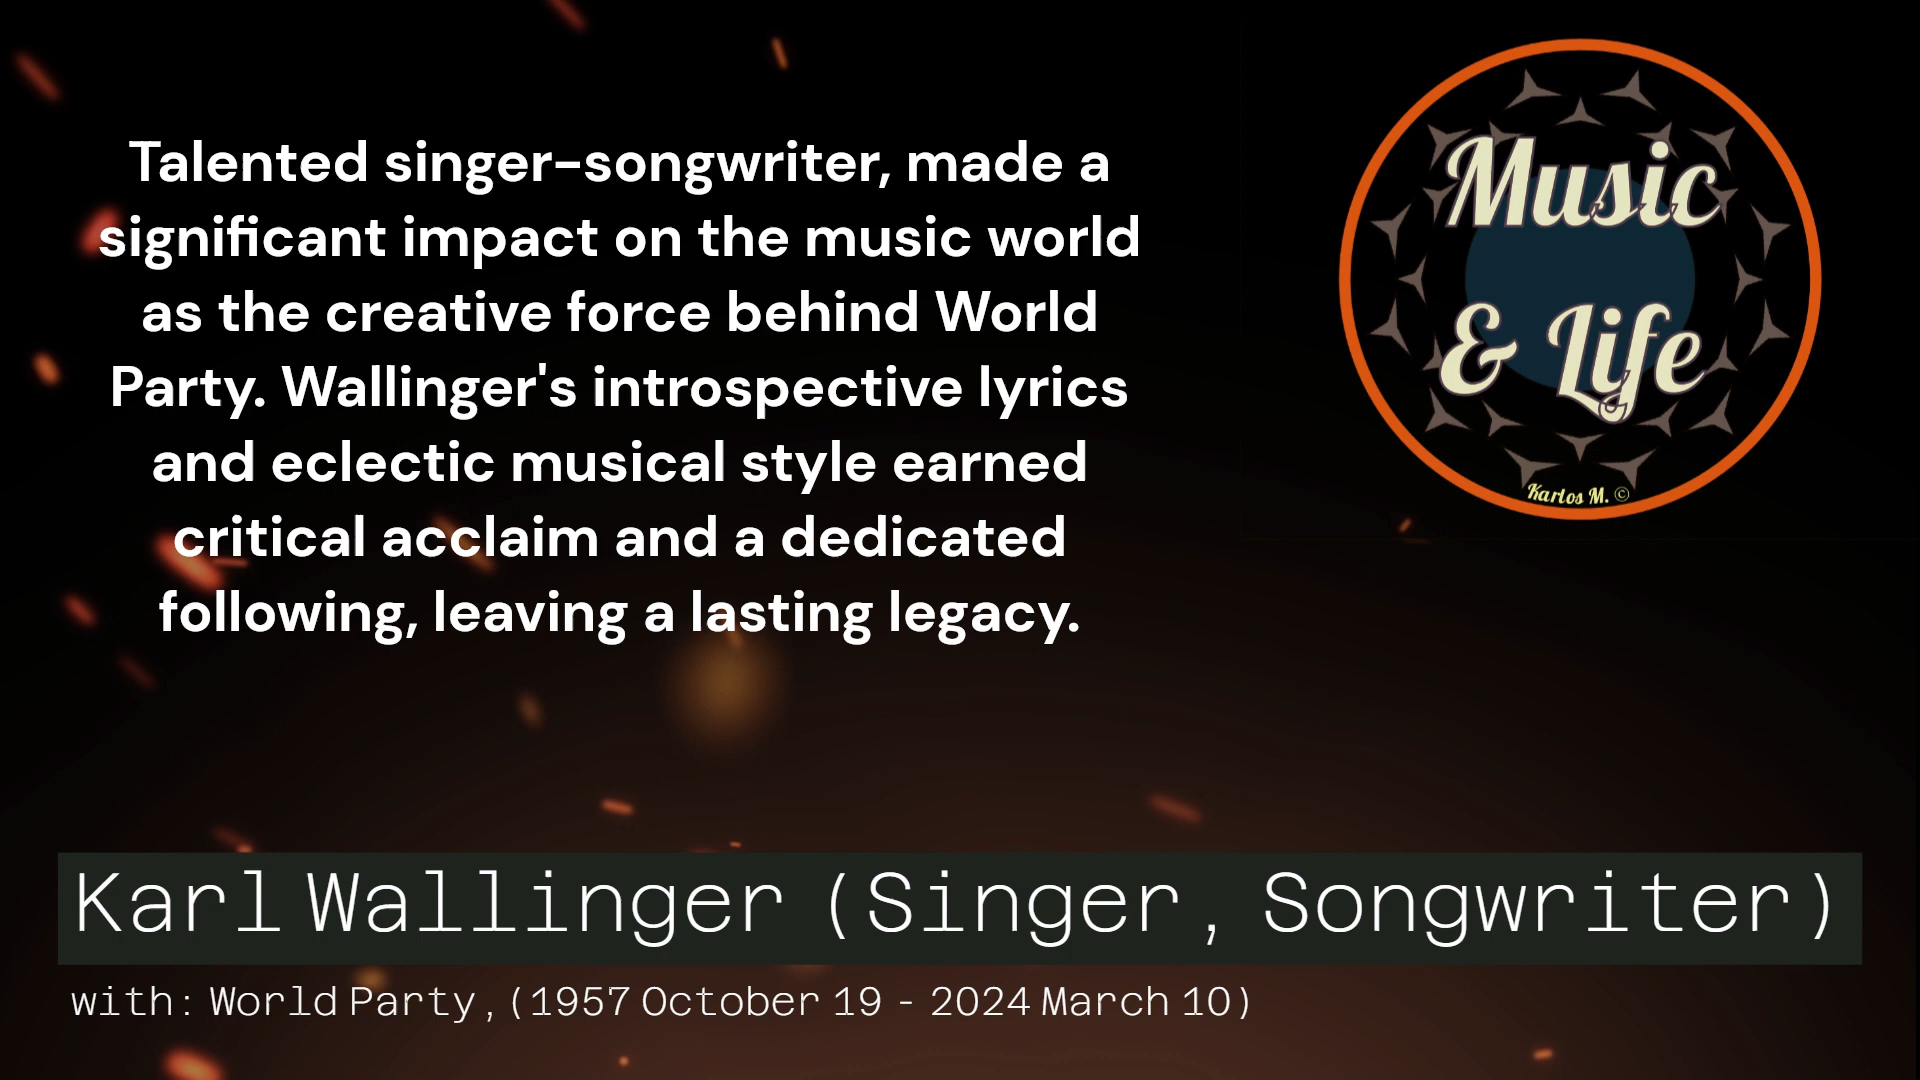 Talented singer-songwriter, made a
significant impact on the music world
as the creative force behind World
Party. Wallinger's introspective lyrics
and eclectic musical style earned
critical acclaim and a dedicated
following, leaving a lasting legacy.
Music
& Life
Karlos M. ©
Karl Wallinger (Singer, Songwriter)
with: World Party, (1957 October 19 - 2024 March 10)